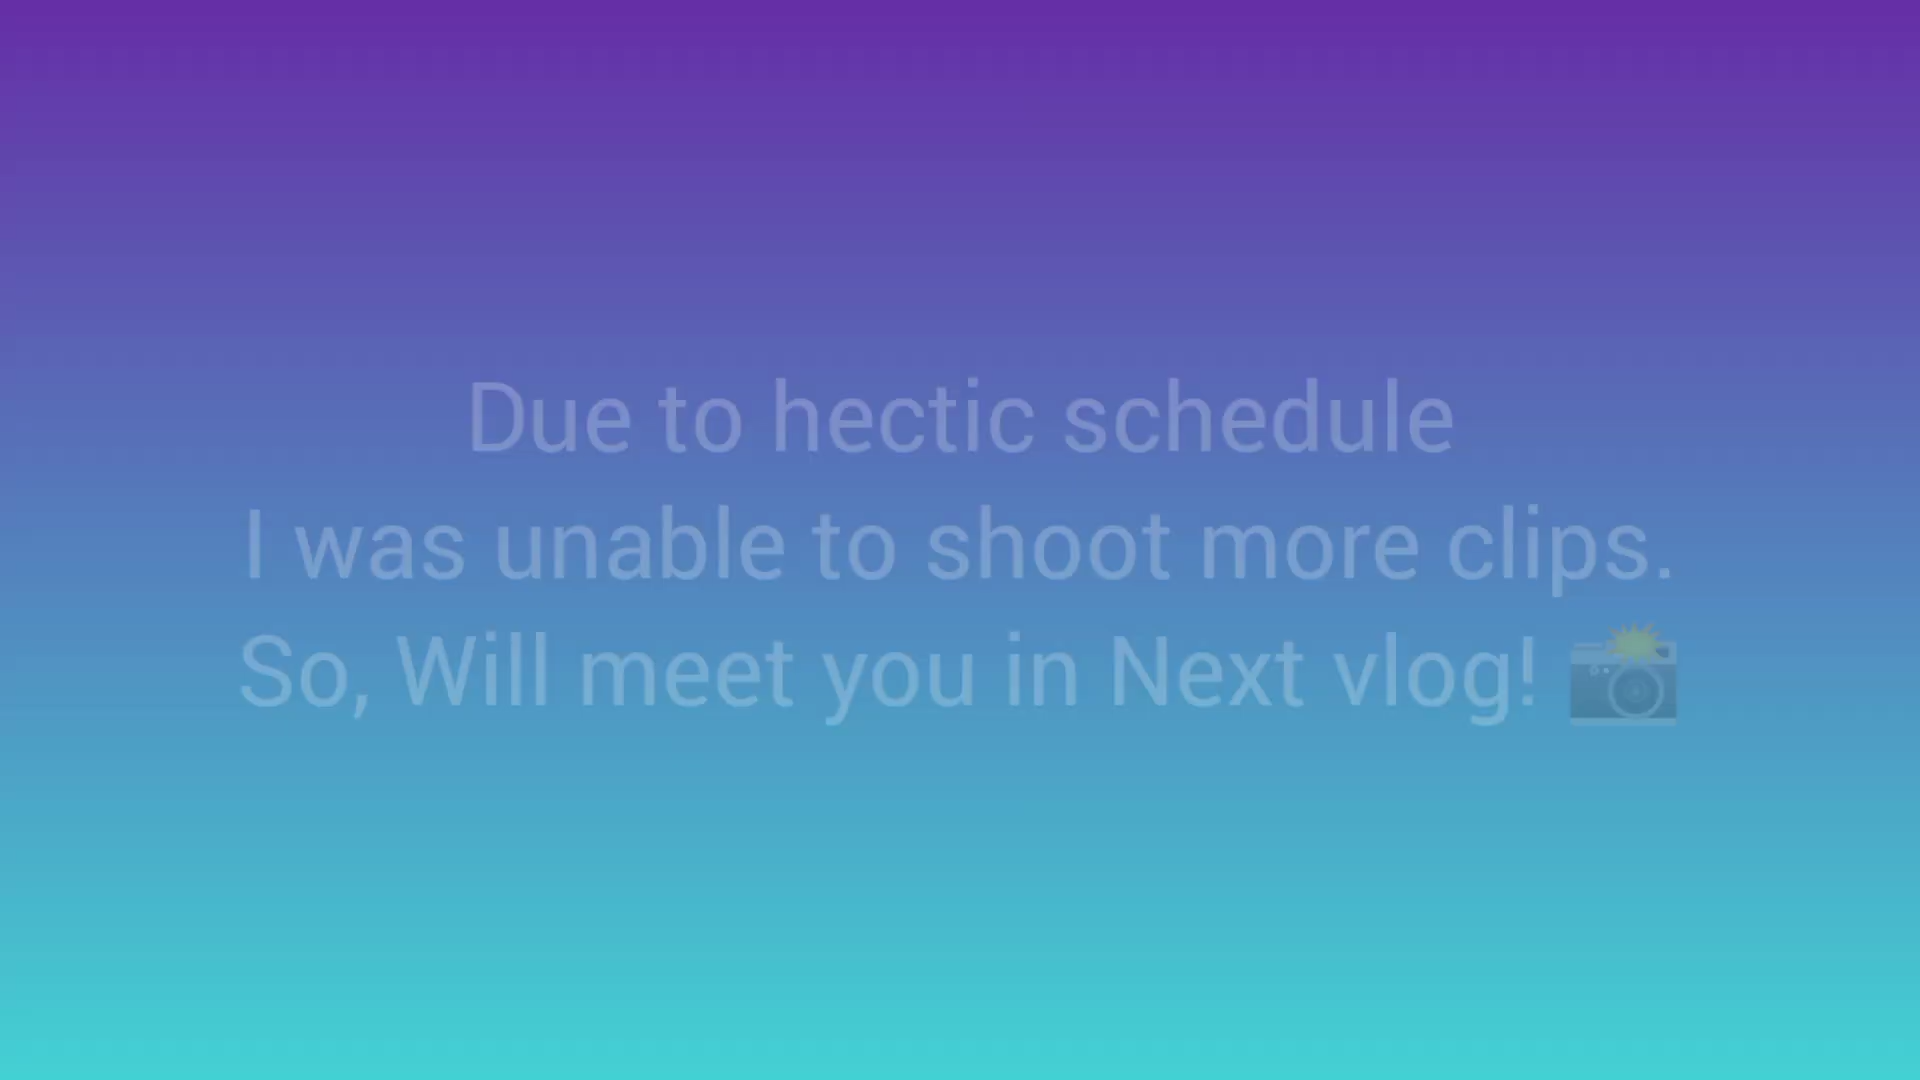 Due to hectic schedule
I was unable to shoot more clips.
So, Will meet you in Next vlog! 📸